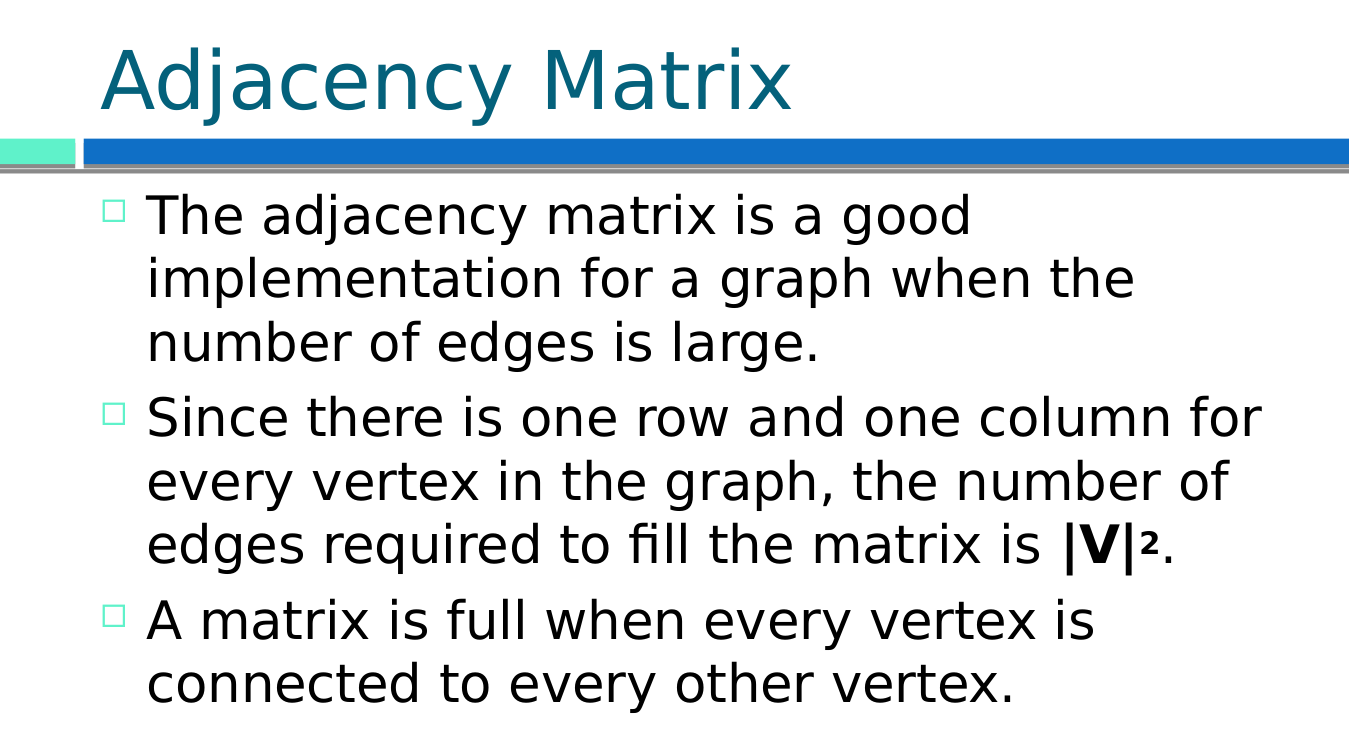 Adjacency Matrix
The adjacency matrix is a good
implementation for a graph when the
number of edges is large.
Since there is one row and one column for
every vertex in the graph, the number of
edges required to fill the matrix is |V|².
A matrix is full when every vertex is
connected to every other vertex.